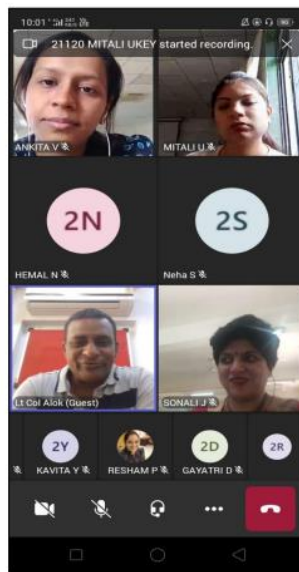 10:01
21120 MITALI UKEY started recording.
ANKITA V
MITALI U
2N
2S
HEMAL N
Neha S
Lt Col Alok (Guest)
SONALI J
2Y
2D
2R
KAVITA Y
RESHAM P
GAYATRI D